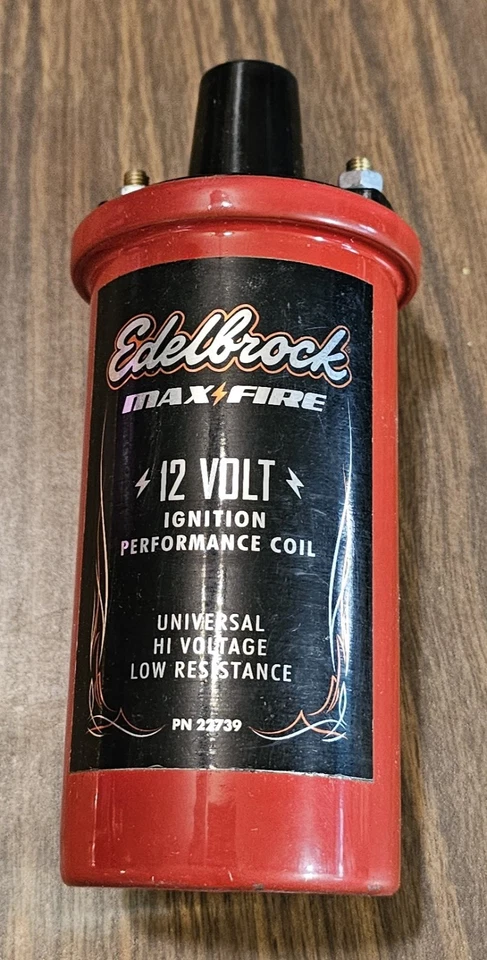 Edelbrock
MAX FIRE
12 VOLT
IGNITION
PERFORMANCE COIL
UNIVERSAL
HI VOLTAGE
LOW RESISTANCE
PN 22739